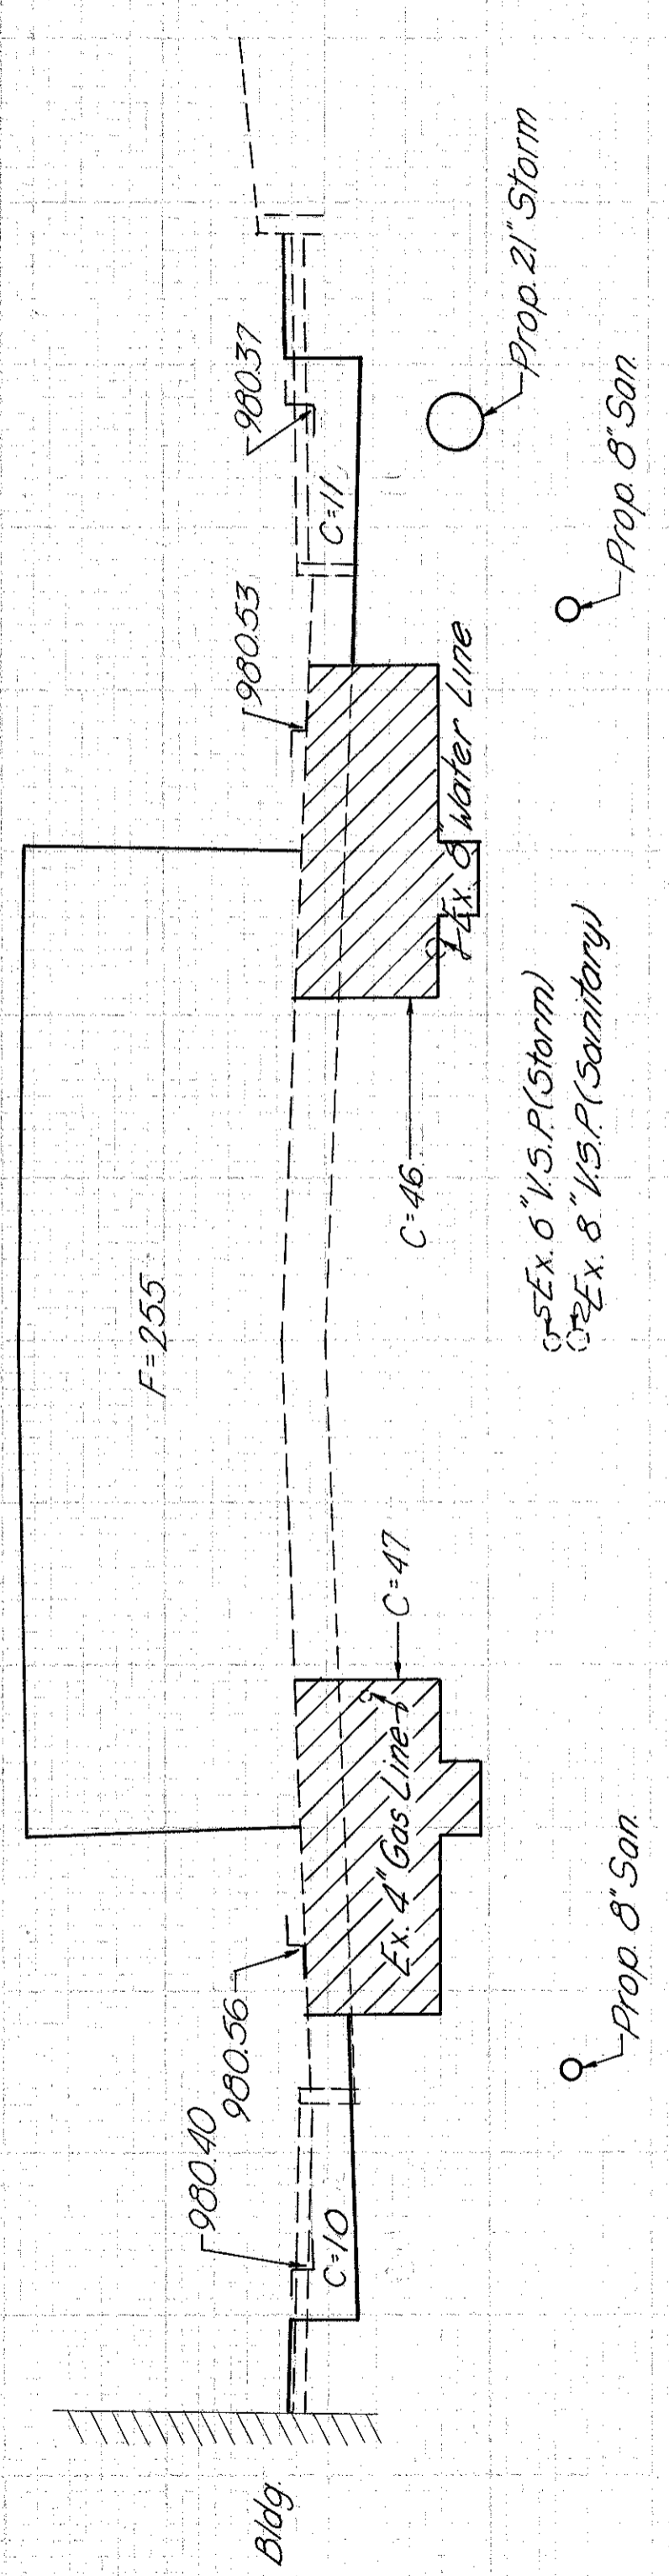 Bldg.
980.40
980.56
C=10
Ex. 4" Gas Line
C=47
F=255
C=46
Ex. 8" Water Line
980.53
980.37
C=11
Prop. 21" Storm
Prop. 8" San.
Ex. 6" V.S.P. (Storm)
Ex. 8" V.S.P. (Sanitary)
Prop. 8" San.